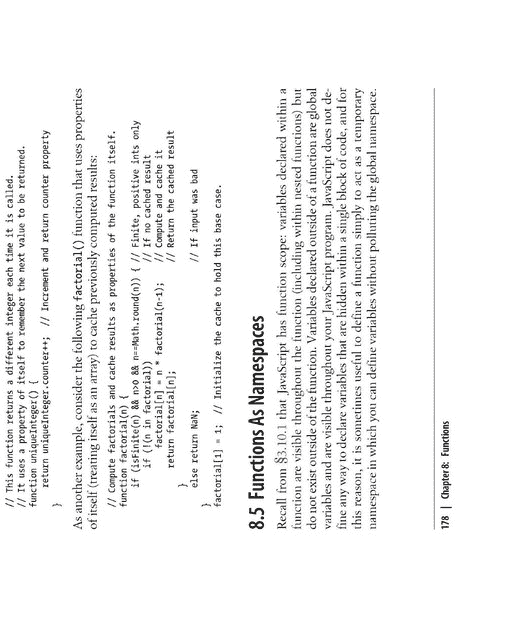 // This function returns a different integer each time it is called.
// It uses a property of itself to remember the next value to be returned.
function uniqueInteger() {
return uniqueInteger.counter++; // Increment and return counter property
}
As another example, consider the following factorial() function that uses properties
of itself (treating itself as an array) to cache previously computed results:
// Compute factorials and cache results as properties of the function itself.
function factorial(n) {
if (isFinite(n) && n>0 && n==Math.round(n)) { // Finite, positive ints only
if (!(n in factorial)) // If no cached result
factorial[n] = n * factorial(n-1); // Compute and cache it
return factorial[n]; // Return the cached result
}
else return NaN; // If input was bad
}
factorial[1] = 1; // Initialize the cache to hold this base case.
8.5 Functions As Namespaces
Recall from §3.10.1 that JavaScript has function scope: variables declared within a
function are visible throughout the function (including within nested functions) but
do not exist outside of the function. Variables declared outside of a function are global
variables and are visible throughout your JavaScript program. JavaScript does not de-
fine any way to declare variables that are hidden within a single block of code, and for
this reason, it is sometimes useful to define a function simply to act as a temporary
namespace in which you can define variables without polluting the global namespace.
178 | Chapter 8: Functions